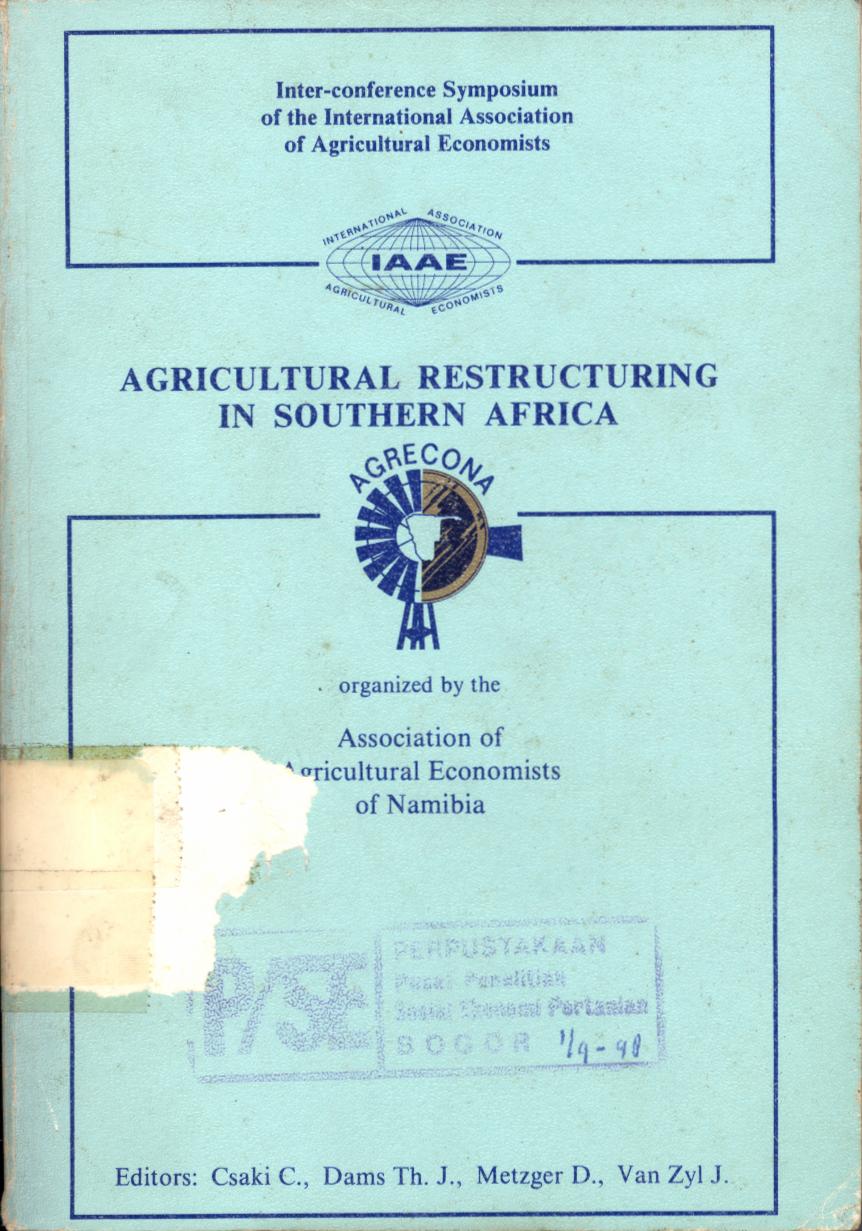 Inter-conference Symposium
of the International Association
of Agricultural Economists
INTERNATIONAL ASSOCIATION
IAAE
AGRICULTURAL ECONOMISTS
AGRICULTURAL RESTRUCTURING
IN SOUTHERN AFRICA
AGRECONA
organized by the
Association of
Agricultural Economists
of Namibia
P/SE
PERPUSTAKAAN
Pusat Penelitian
Sosial Ekonomi Pertanian
BOGOR 1/9-98
Editors: Csaki C., Dams Th. J., Metzger D., Van Zyl J.